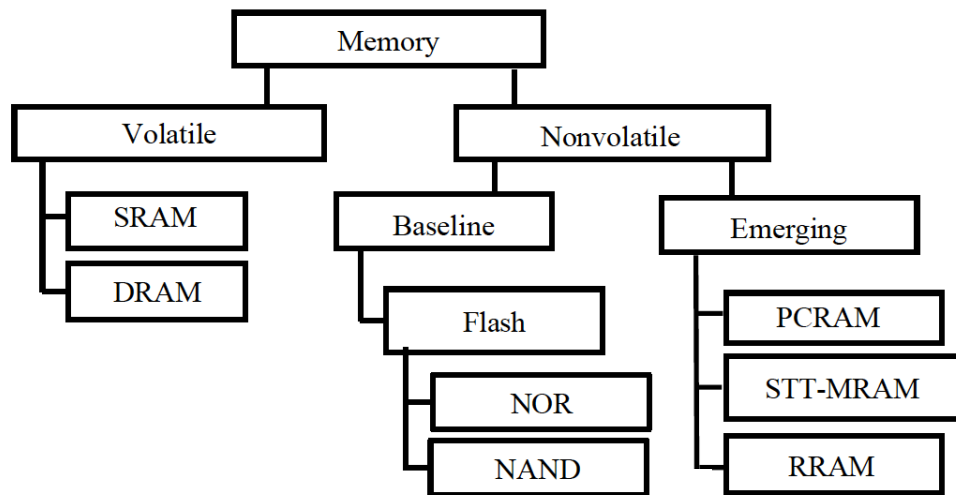 Memory
Volatile
Nonvolatile
SRAM
DRAM
Baseline
Flash
NOR
NAND
Emerging
PCRAM
STT-MRAM
RRAM